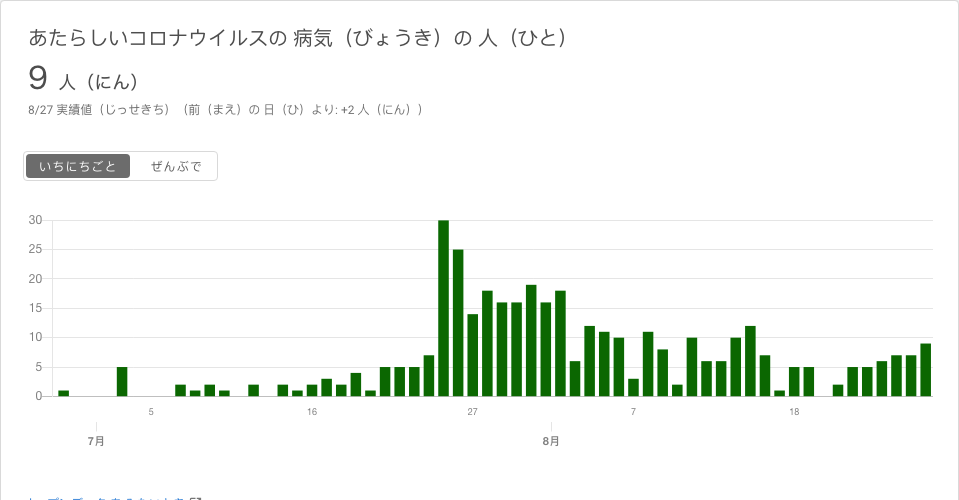 あたらしいコロナウイルスの 病気（びょうき）の 人（ひと）
9 人（にん）
8/27 実績値（じっせきち）（前（まえ）の 日（ひ）より: +2 人（にん））
いちにちごと ぜんぶで
30
25
20
15
10
5
0
5 16 27 7 18
7月 8月